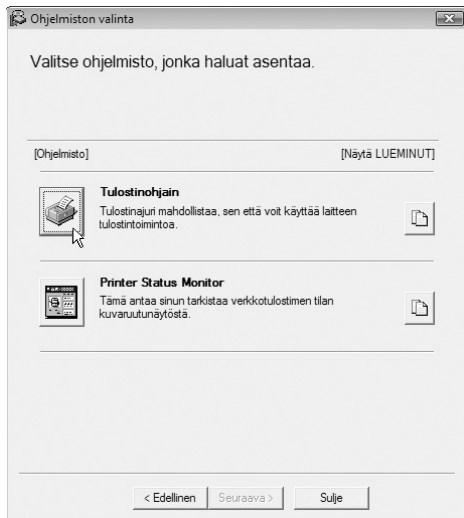 Ohjelmiston valinta
Valitse ohjelmisto, jonka haluat asentaa.
[Ohjelmisto] [Näytä LUEMINUT]
Tulostinohjain
Tulostinajuri mahdollistaa, sen että voit käyttää laitteen
tulostintoimintoa.
Printer Status Monitor
Tämä antaa sinun tarkistaa verkkotulostimen tilan
kuvaruutunäytöstä.
< Edellinen Seuraava > Sulje